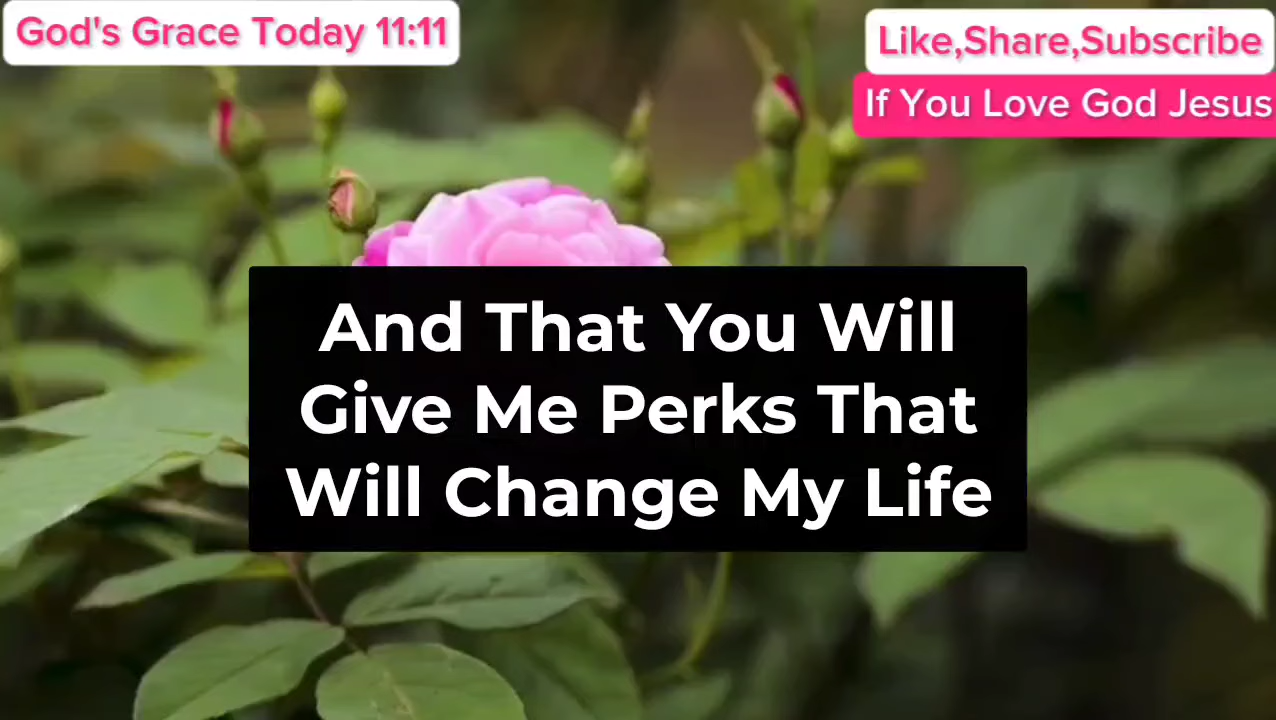 God's Grace Today 11:11
Like,Share,Subscribe
If You Love God Jesus
And That You Will
Give Me Perks That
Will Change My Life